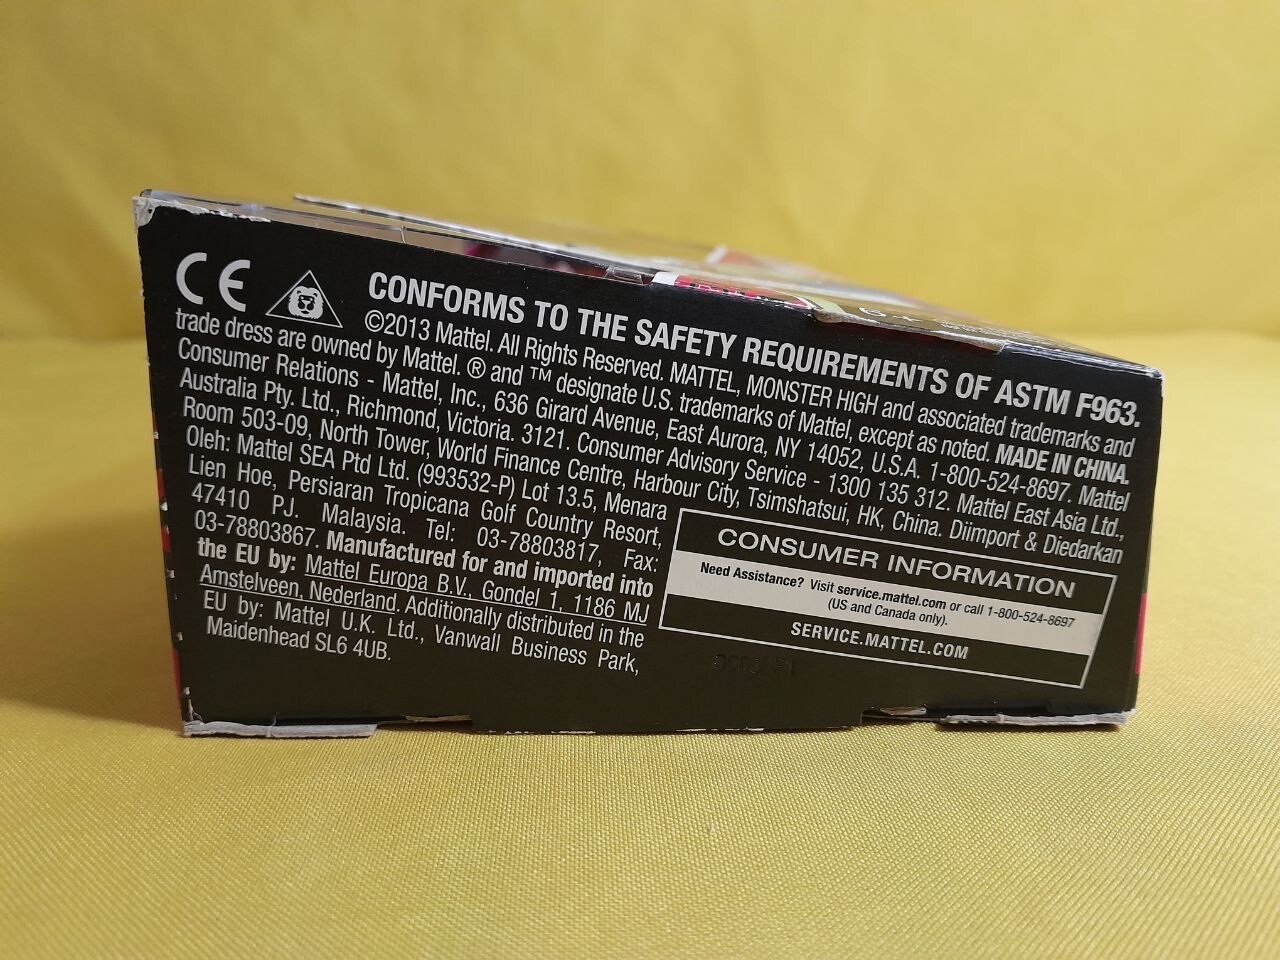 CE
CONFORMS TO THE SAFETY REQUIREMENTS OF ASTM F963.
©2013 Mattel. All Rights Reserved. MATTEL, MONSTER HIGH and associated trademarks and
trade dress are owned by Mattel. ® and ™ designate U.S. trademarks of Mattel, except as noted. MADE IN CHINA.
Consumer Relations - Mattel, Inc., 636 Girard Avenue, East Aurora, NY 14052, U.S.A. 1-800-524-8697. Mattel
Australia Pty. Ltd., Richmond, Victoria. 3121. Consumer Advisory Service - 1300 135 312. Mattel East Asia Ltd.,
Room 503-09, North Tower, World Finance Centre, Harbour City, Tsimshatsui, HK, China. Diimport & Diedarkan
Oleh: Mattel SEA Ptd Ltd. (993532-P) Lot 13.5, Menara
Lien Hoe, Persiaran Tropicana Golf Country Resort,
47410 PJ. Malaysia. Tel: 03-78803817, Fax:
03-78803867. Manufactured for and imported into
the EU by: Mattel Europa B.V., Gondel 1, 1186 MJ
Amstelveen, Nederland. Additionally distributed in the
EU by: Mattel U.K. Ltd., Vanwall Business Park,
Maidenhead SL6 4UB.
CONSUMER INFORMATION
Need Assistance? Visit service.mattel.com or call 1-800-524-8697
(US and Canada only).
SERVICE.MATTEL.COM